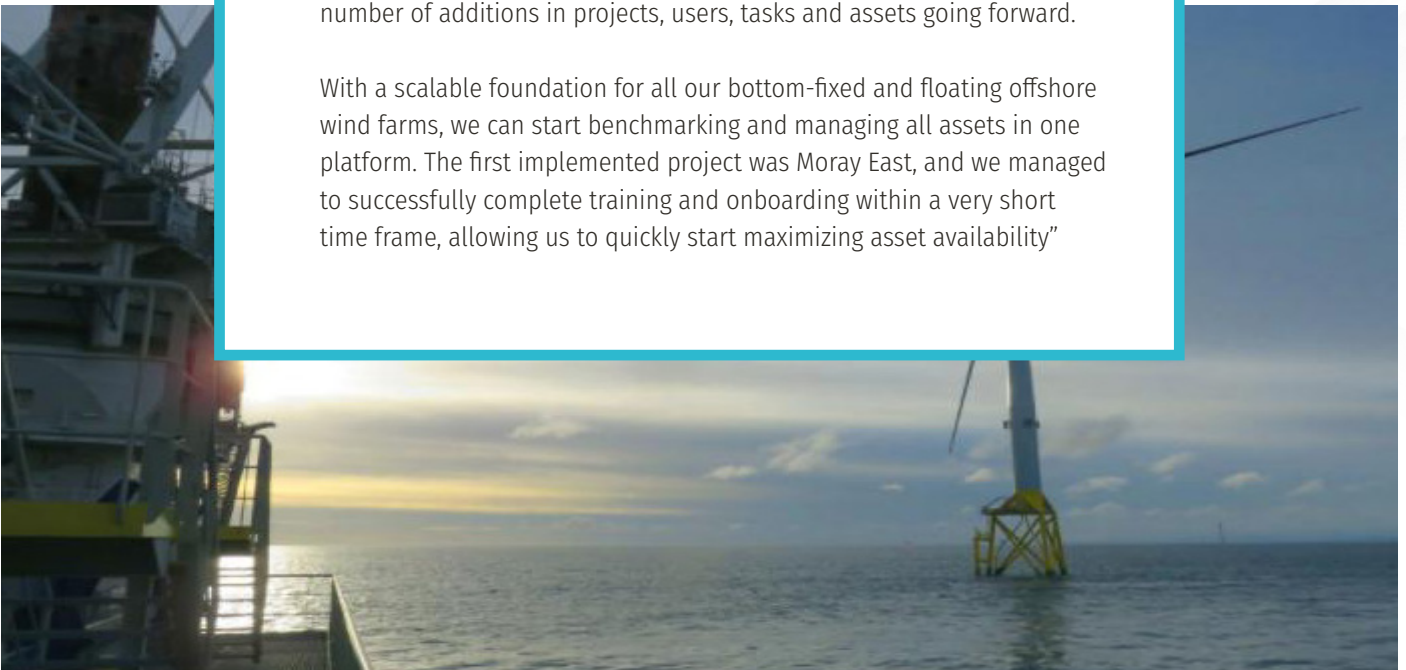 number of additions in projects, users, tasks and assets going forward.
With a scalable foundation for all our bottom-fixed and floating offshore
wind farms, we can start benchmarking and managing all assets in one
platform. The first implemented project was Moray East, and we managed
to successfully complete training and onboarding within a very short
time frame, allowing us to quickly start maximizing asset availability”